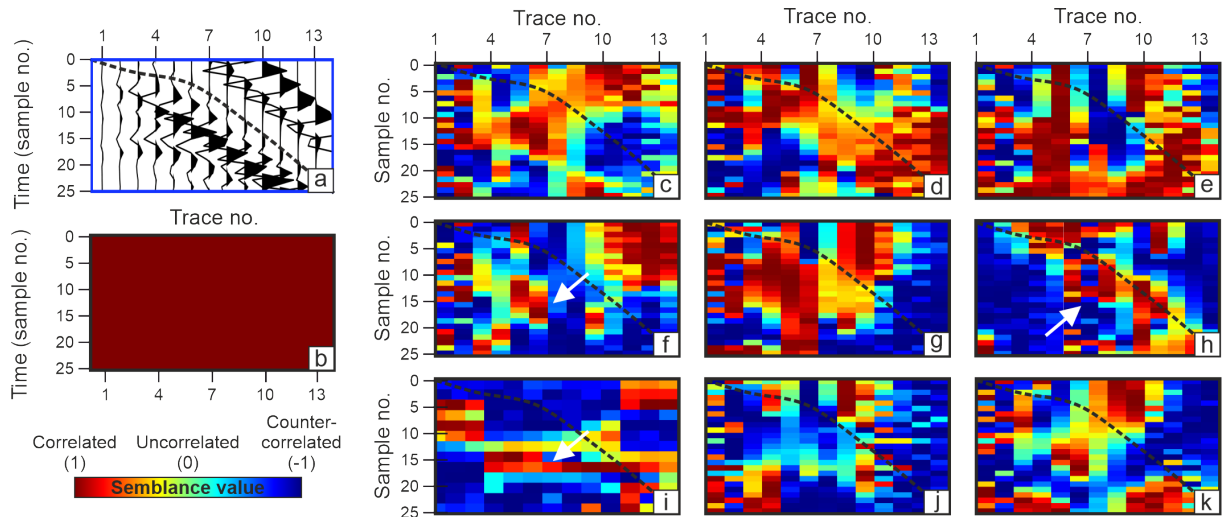 Trace no.
1 4 7 10 13
Time (sample no.)
0
5
10
15
20
25
a
Trace no.
Time (sample no.)
0
5
10
15
20
25
b
1 4 7 10 13
Correlated
(1)
Uncorrelated
(0)
Counter-
correlated
(-1)
Semblance value
Trace no.
1 4 7 10 13
Sample no.
0
5
10
15
20
25
c
Trace no.
1 4 7 10 13
d
Trace no.
1 4 7 10 13
e
Sample no.
0
5
10
15
20
25
f
g
h
Sample no.
0
5
10
15
20
25
i
j
k